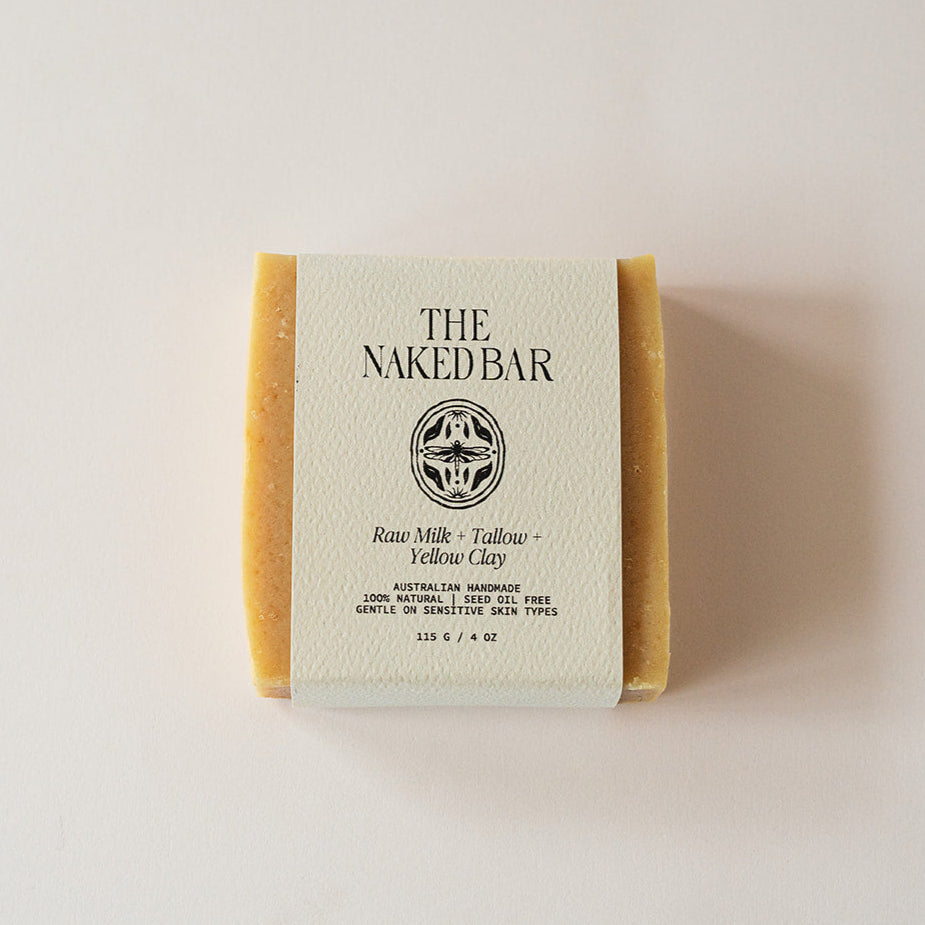 THE
NAKED BAR
Raw Milk + Tallow +
Yellow Clay
AUSTRALIAN HANDMADE
100% NATURAL | SEED OIL FREE
GENTLE ON SENSITIVE SKIN TYPES
115 G / 4 OZ